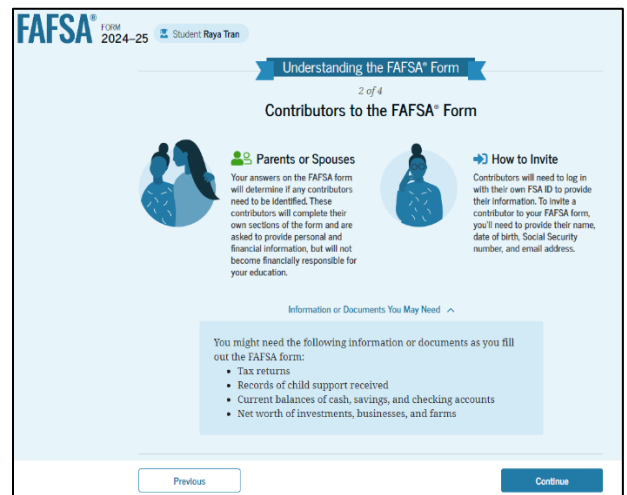 FAFSA® FORM 2024–25 Student Raya Tran
Understanding the FAFSA® Form
2 of 4
Contributors to the FAFSA® Form
Parents or Spouses
Your answers on the FAFSA form
will determine if any contributors
need to be identified. These
contributors will complete their
own sections of the form and are
asked to provide personal and
financial information, but will not
become financially responsible for
your education.
How to Invite
Contributors will need to log in
with their own FSA ID to provide
their information. To invite a
contributor to your FAFSA form,
you'll need to provide their name,
date of birth, Social Security
number, and email address.
Information or Documents You May Need
You might need the following information or documents as you fill
out the FAFSA form:
• Tax returns
• Records of child support received
• Current balances of cash, savings, and checking accounts
• Net worth of investments, businesses, and farms
Previous
Continue